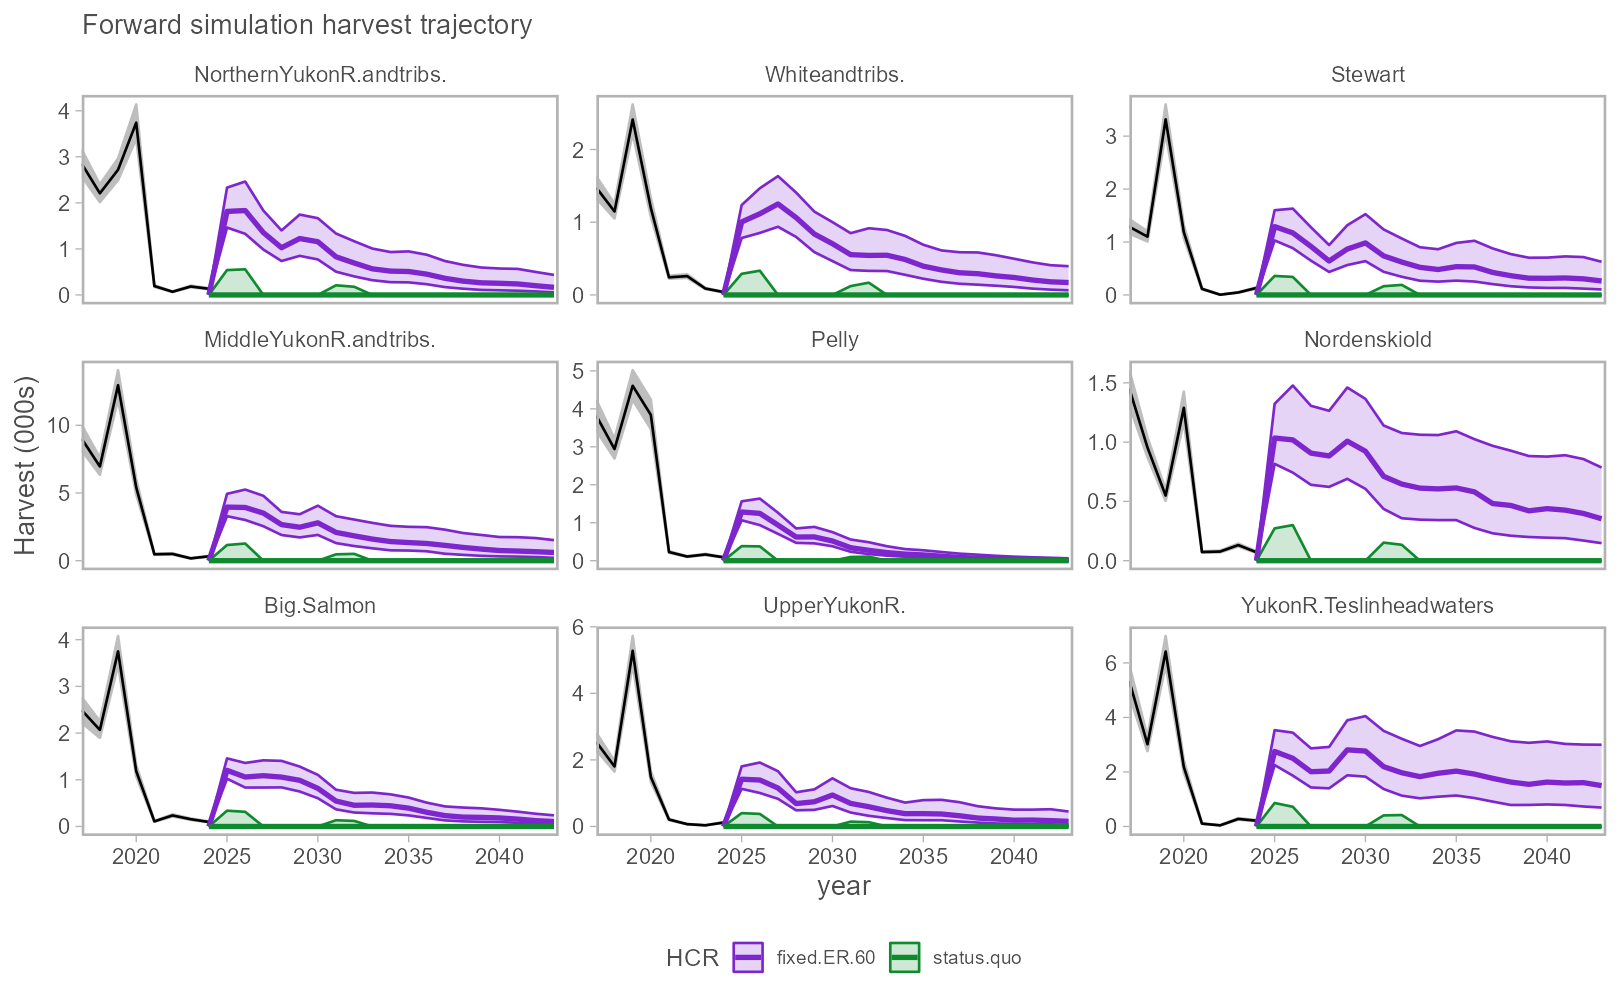 Forward simulation harvest trajectory
NorthernYukonR.andtribs.
Whiteandtribs.
Stewart
4
3
2
1
0
2
1
0
3
2
1
0
MiddleYukonR.andtribs.
Pelly
Nordenskiold
Harvest (000s)
10
5
0
5
4
3
2
1
0
1.5
1.0
0.5
0.0
Big.Salmon
UpperYukonR.
YukonR.Teslinheadwaters
4
3
2
1
0
6
4
2
0
6
4
2
0
2020 2025 2030 2035 2040
2020 2025 2030 2035 2040
2020 2025 2030 2035 2040
year
HCR fixed.ER.60 status.quo